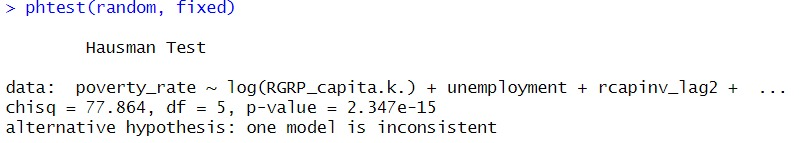 > phtest(random, fixed)
Hausman Test
data:  poverty_rate ~ log(RGRP_capita.k.) + unemployment + rcapinv_lag2 +  ...
chisq = 77.864, df = 5, p-value = 2.347e-15
alternative hypothesis: one model is inconsistent